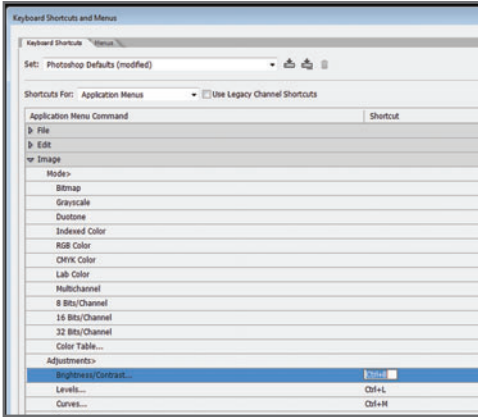 Keyboard Shortcuts and Menus
Keyboard Shortcuts Menus
Set: Photoshop Defaults (modified)
Shortcuts For: Application Menus Use Legacy Channel Shortcuts
Application Menu Command Shortcut
File
Edit
Image
Mode>
Bitmap
Grayscale
Duotone
Indexed Color
RGB Color
CMYK Color
Lab Color
Multichannel
8 Bits/Channel
16 Bits/Channel
32 Bits/Channel
Color Table...
Adjustments>
Brightness/Contrast...
Levels... Ctrl+L
Curves... Ctrl+M